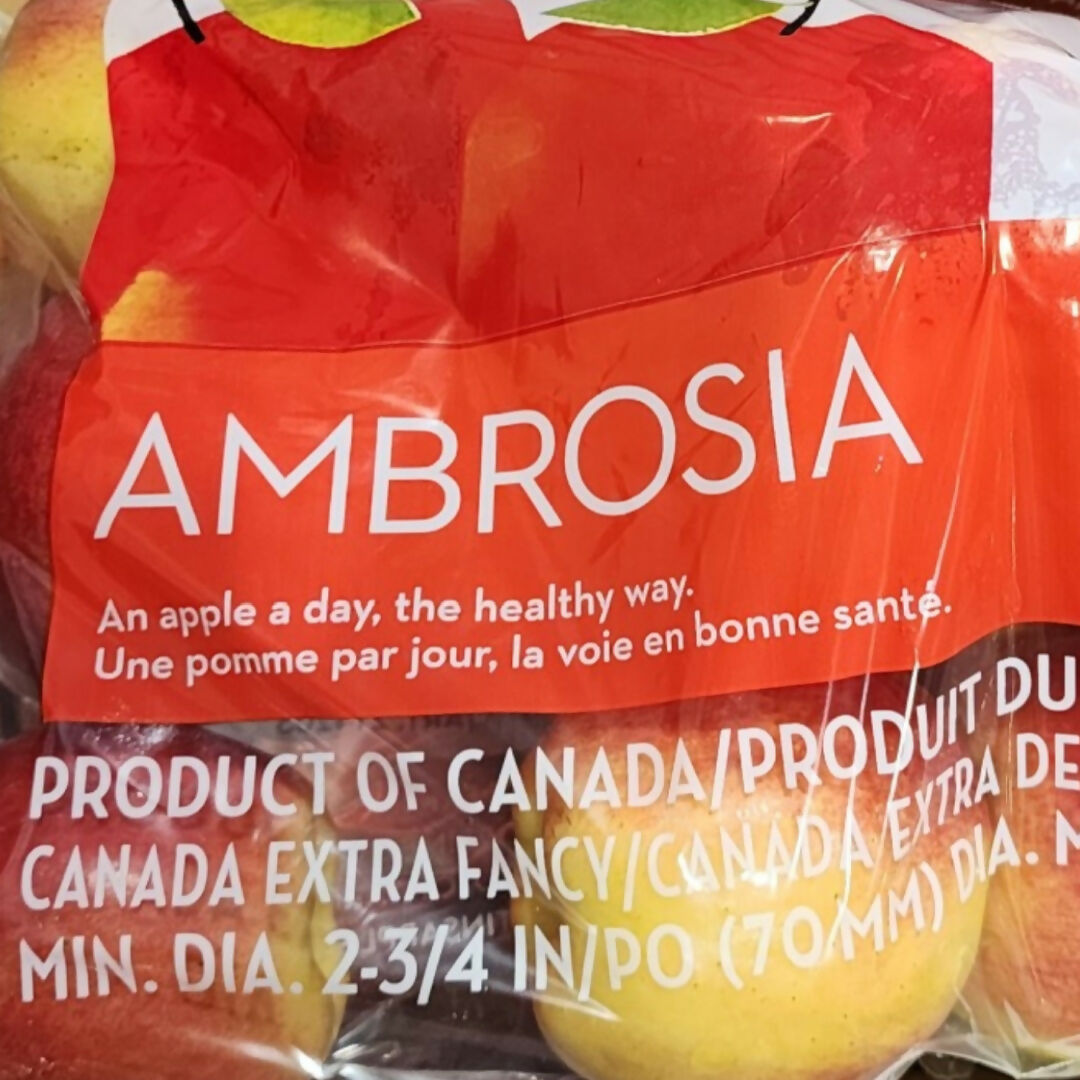 AMBROSIA
An apple a day, the healthy way.
Une pomme par jour, la voie en bonne santé.
PRODUCT OF CANADA/PRODUIT DU
CANADA EXTRA FANCY/CANADA EXTRA DE
MIN. DIA. 2-3/4 IN/PO (70MM) DIA. M